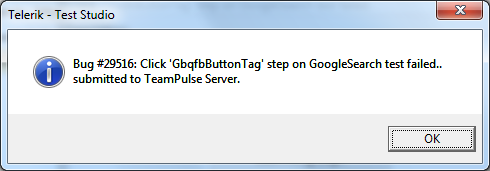 Telerik - Test Studio
Bug #29516: Click 'GbqfbButtonTag' step on GoogleSearch test failed..
submitted to TeamPulse Server.
OK